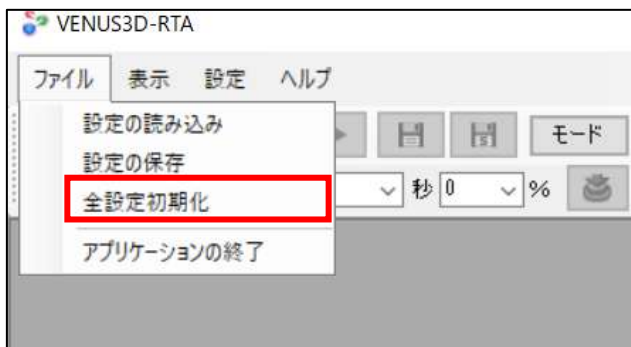 VENUS3D-RTA
ファイル 表示 設定 ヘルプ
設定の読み込み
設定の保存
全設定初期化
アプリケーションの終了
S モード
秒 0 %